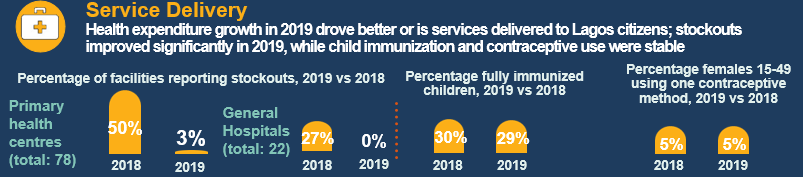 Service Delivery
Health expenditure growth in 2019 drove better or is services delivered to Lagos citizens; stockouts
improved significantly in 2019, while child immunization and contraceptive use were stable
Percentage of facilities reporting stockouts, 2019 vs 2018
Primary
health
centres
(total: 78)
50%
3%
2018
2019
General
Hospitals
(total: 22)
27%
0%
2018
2019
Percentage fully immunized
children, 2019 vs 2018
30%
29%
2018
2019
Percentage females 15-49
using one contraceptive
method, 2019 vs 2018
5%
5%
2018
2019